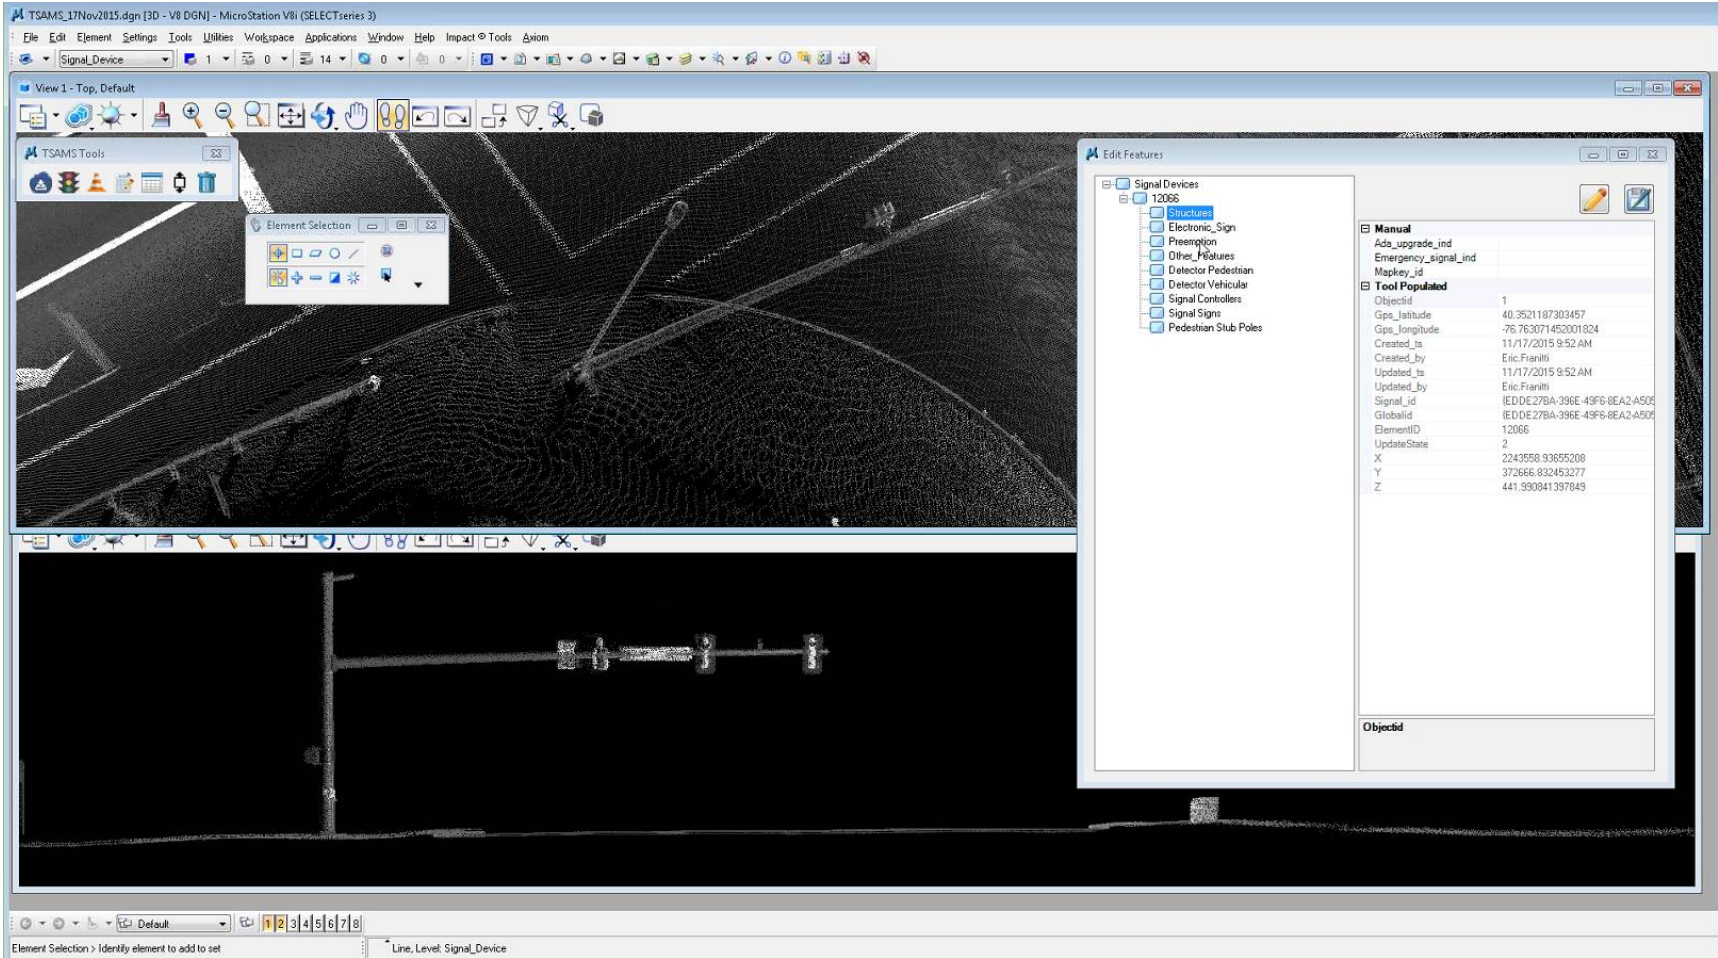 TSAMS_17Nov2015.dgn [3D - V8 DGN] - MicroStation V8i (SELECTseries 3)
File Edit Element Settings Tools Utilities Workspace Applications Window Help Impact © Tools Axiom
Signal_Device 1 0 14 0 0
View 1 - Top, Default
TSAMS Tools
Element Selection
Edit Features
Signal Devices
12066
Structures
Electronic_Sign
Preemption
Other_Features
Detector Pedestrian
Detector Vehicular
Signal Controllers
Signal Signs
Pedestrian Stub Poles
Manual
Ada_upgrade_ind
Emergency_signal_ind
Mapkey_id
Tool Populated
Objectid 1
Gps_latitude 40.3521187303457
Gps_longitude -76.763071452001824
Created_ts 11/17/2015 9:52 AM
Created_by Eric.Franitti
Updated_ts 11/17/2015 9:52 AM
Updated_by Eric.Franitti
Signal_id {EDDE27BA-396E-49F6-8EA2-A505
Globalid {EDDE27BA-396E-49F6-8EA2-A505
ElementID 12066
UpdateState 2
X 2243558.93655208
Y 372666.832453277
Z 441.990841397849
Objectid
Default 1 2 3 4 5 6 7 8
Element Selection > Identify element to add to set Line, Level: Signal_Device